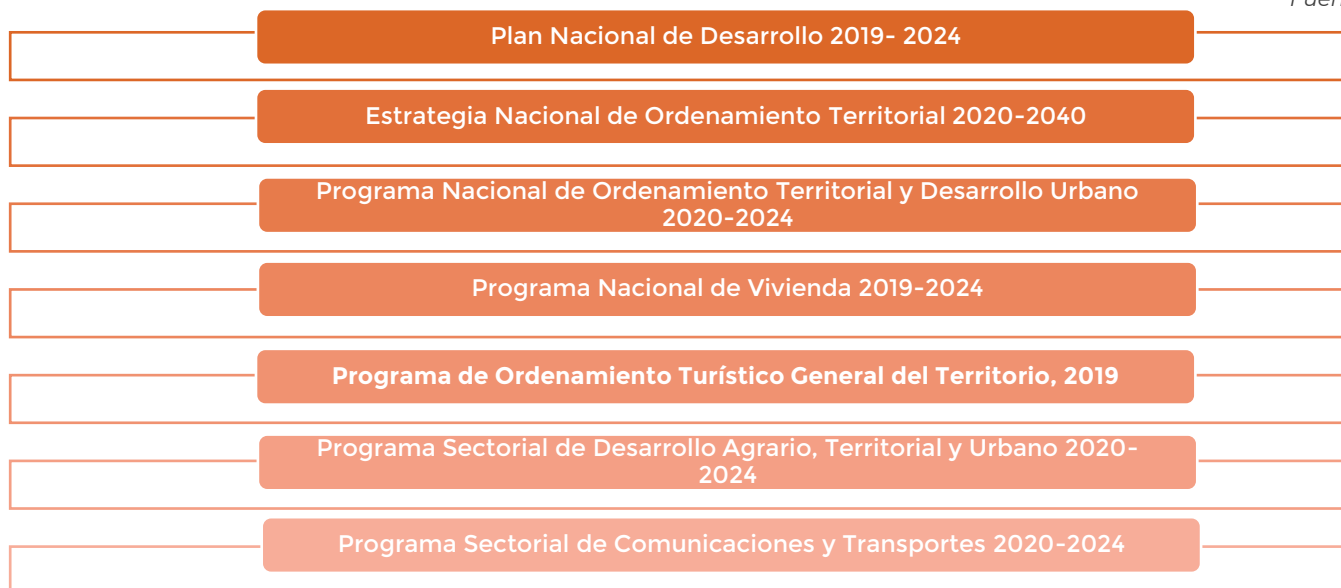 Plan Nacional de Desarrollo 2019- 2024
Estrategia Nacional de Ordenamiento Territorial 2020-2040
Programa Nacional de Ordenamiento Territorial y Desarrollo Urbano
2020-2024
Programa Nacional de Vivienda 2019-2024
Programa de Ordenamiento Turístico General del Territorio, 2019
Programa Sectorial de Desarrollo Agrario, Territorial y Urbano 2020-
2024
Programa Sectorial de Comunicaciones y Transportes 2020-2024